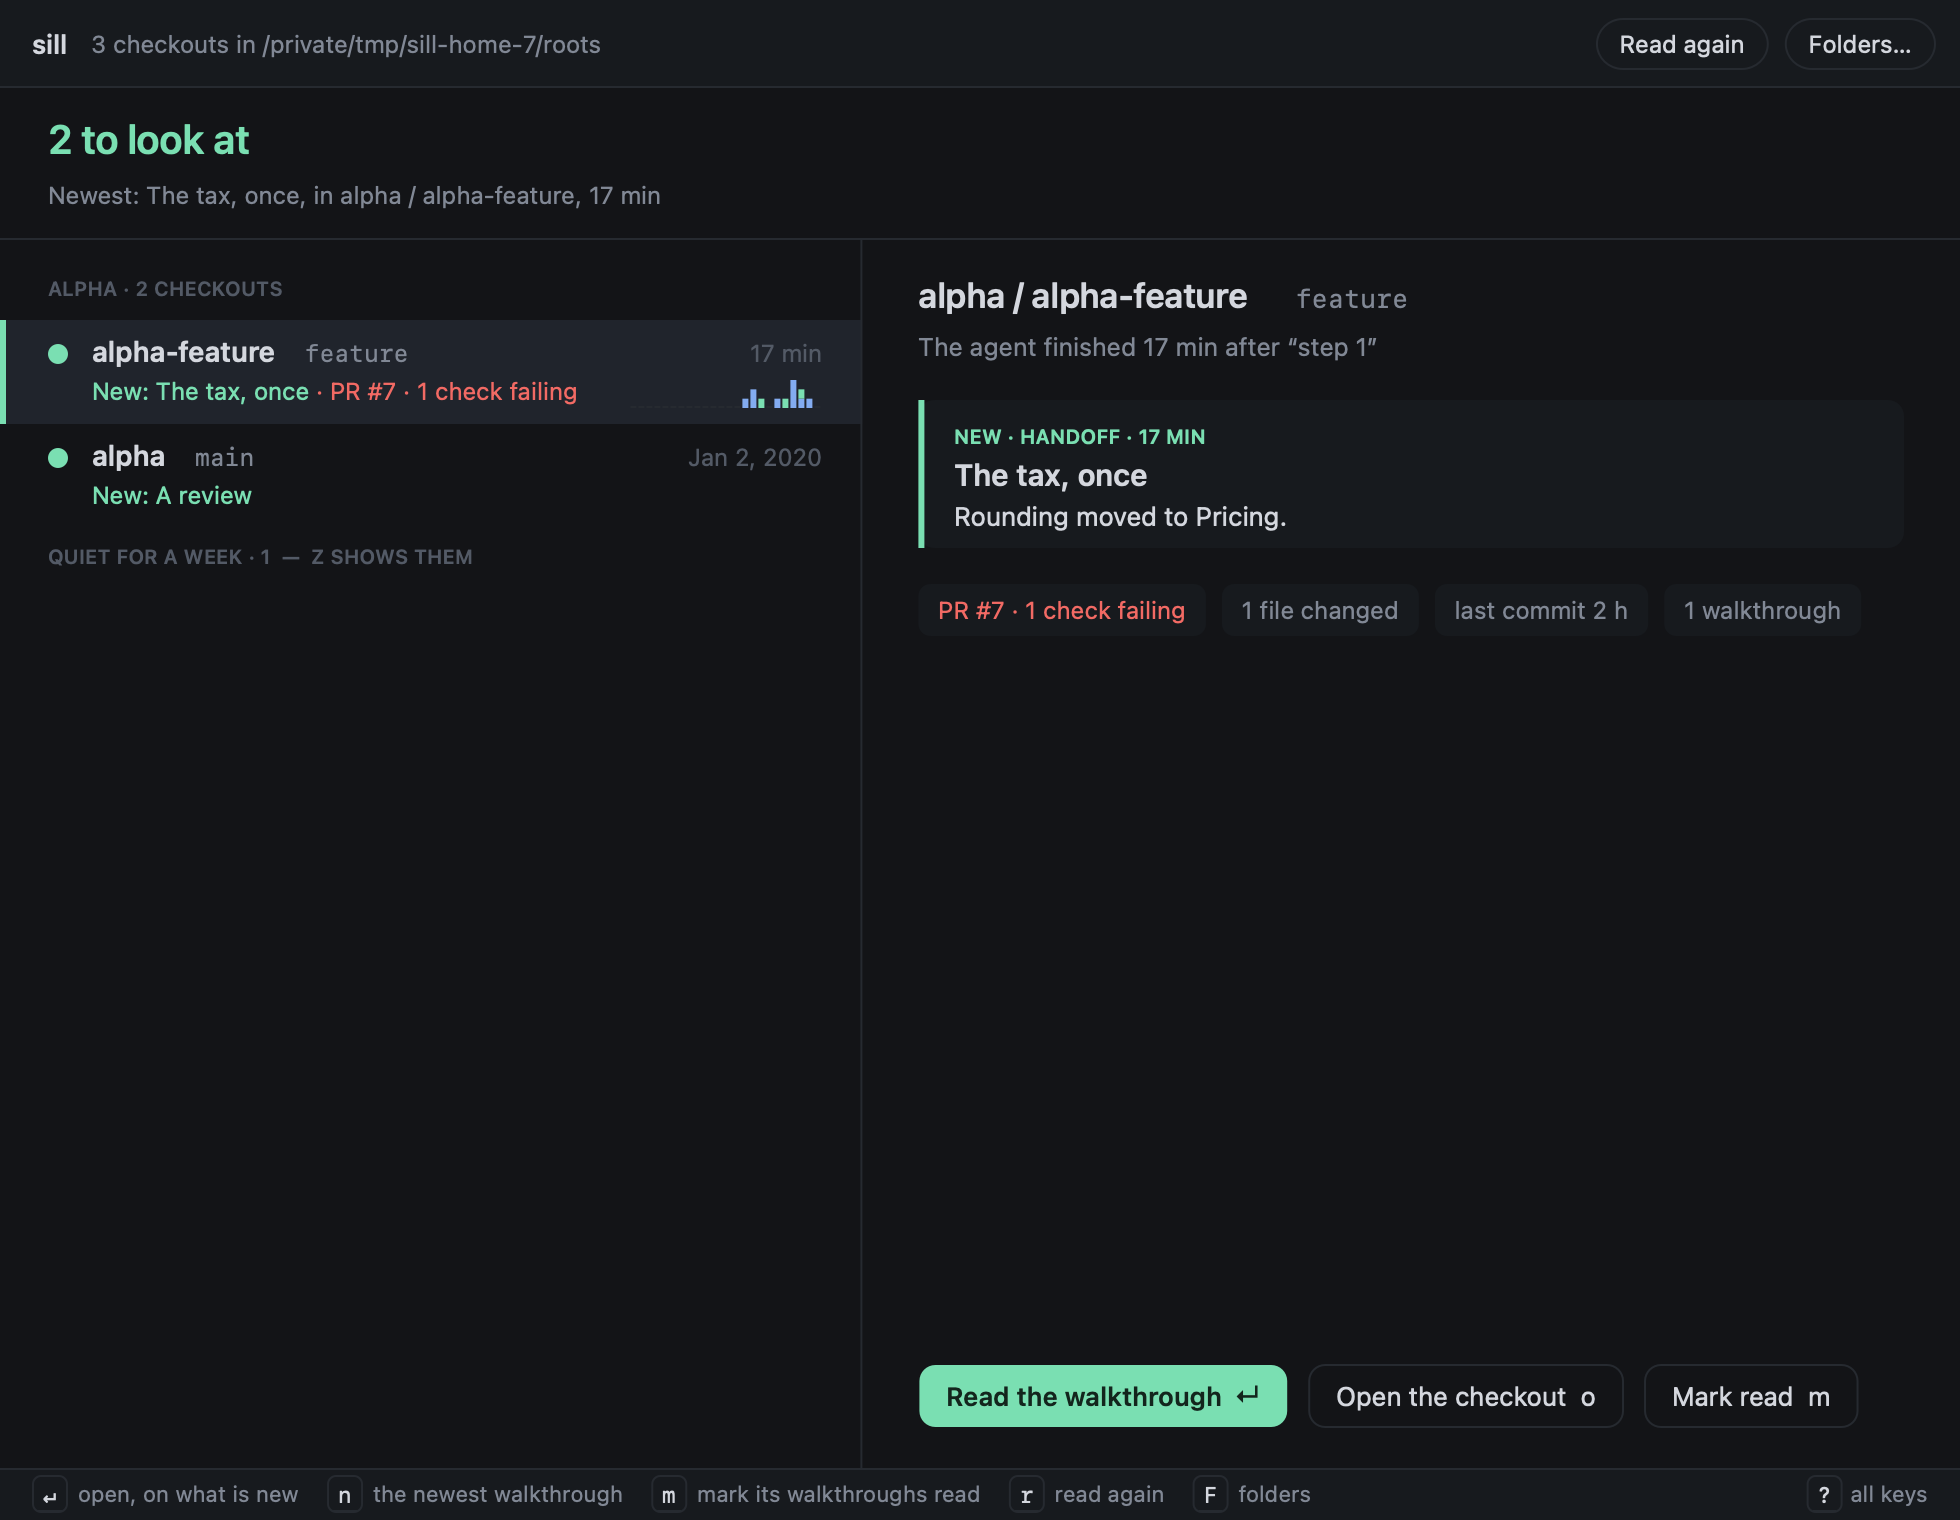 sill 3 checkouts in /private/tmp/sill-home-7/roots Read again Folders...
2 to look at
Newest: The tax, once, in alpha / alpha-feature, 17 min
ALPHA · 2 CHECKOUTS
alpha-feature feature 17 min
New: The tax, once · PR #7 · 1 check failing
alpha main Jan 2, 2020
New: A review
QUIET FOR A WEEK · 1 — Z SHOWS THEM
alpha / alpha-feature feature
The agent finished 17 min after “step 1”
NEW · HANDOFF · 17 MIN
The tax, once
Rounding moved to Pricing.
PR #7 · 1 check failing 1 file changed last commit 2 h 1 walkthrough
Read the walkthrough ↵ Open the checkout o Mark read m
↵ open, on what is new n the newest walkthrough m mark its walkthroughs read r read again F folders ? all keys